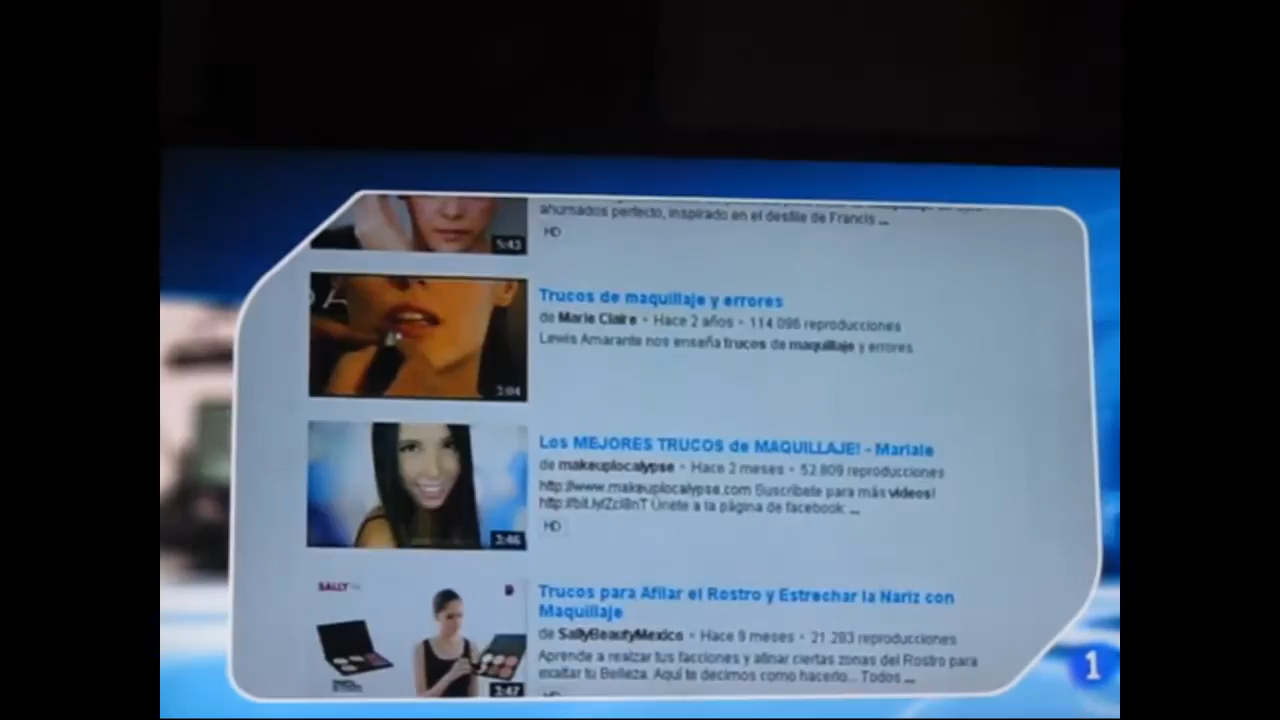 ahumados perfecto, inspirado en el desfile de Francis ...
HD
5:43
Trucos de maquillaje y errores
de Marie Claire • Hace 2 años • 114 096 reproducciones
Lewis Amarante nos enseña trucos de maquillaje y errores
3:04
Los MEJORES TRUCOS de MAQUILLAJE! - Mariale
de makeuplocalypse • Hace 2 meses • 52.809 reproducciones
http://www.makeuplocalypse.com Suscribete para más videos!
Únete a la página de facebook: ...
HD
3:46
SALLY
Trucos para Afilar el Rostro y Estrechar la Nariz con
Maquillaje
de SallyBeautyMexico • Hace 9 meses • 21.283 reproducciones
Aprende a realzar tus facciones y afinar ciertas zonas del Rostro para
exaltar tu Belleza. Aquí te decimos como hacerlo... Todos ...
3:47
1